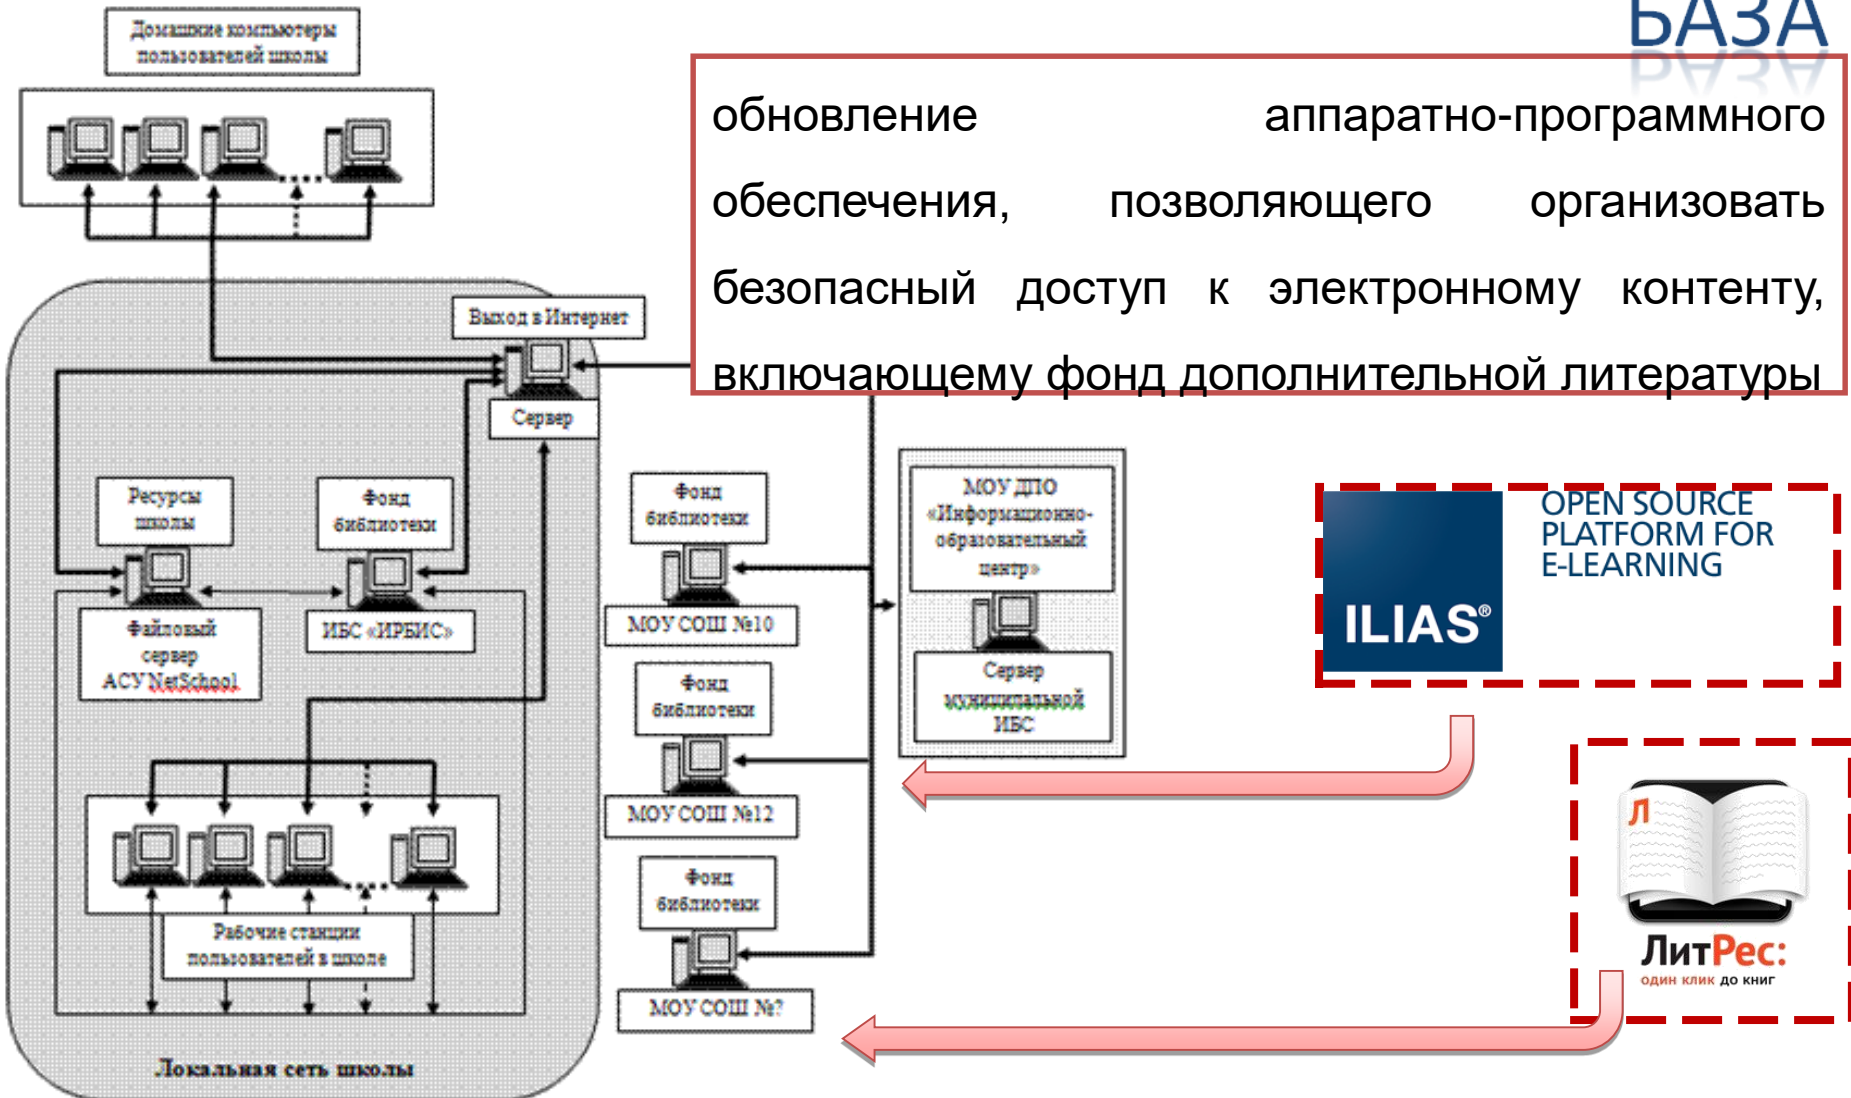 БАЗА
Домашние компьютеры
пользователей школы
обновление аппаратно-программного
обеспечения, позволяющего организовать
безопасный доступ к электронному контенту,
включающему фонд дополнительной литературы
Выход в Интернет
Сервер
Ресурсы
школы
Файловый
сервер
АСУ NetSchool
Фонд
библиотеки
ИБС «ИРБИС»
Рабочие станции
пользователей в школе
Локальная сеть школы
Фонд
библиотеки
МОУ СОШ №10
Фонд
библиотеки
МОУ СОШ №12
Фонд
библиотеки
МОУ СОШ №?
МОУ ДПО
«Информационно-
образовательный
центр»
Сервер
муниципальной
ИБС
ILIAS®
OPEN SOURCE
PLATFORM FOR
E-LEARNING
Л
ЛитРес:
один клик до книг